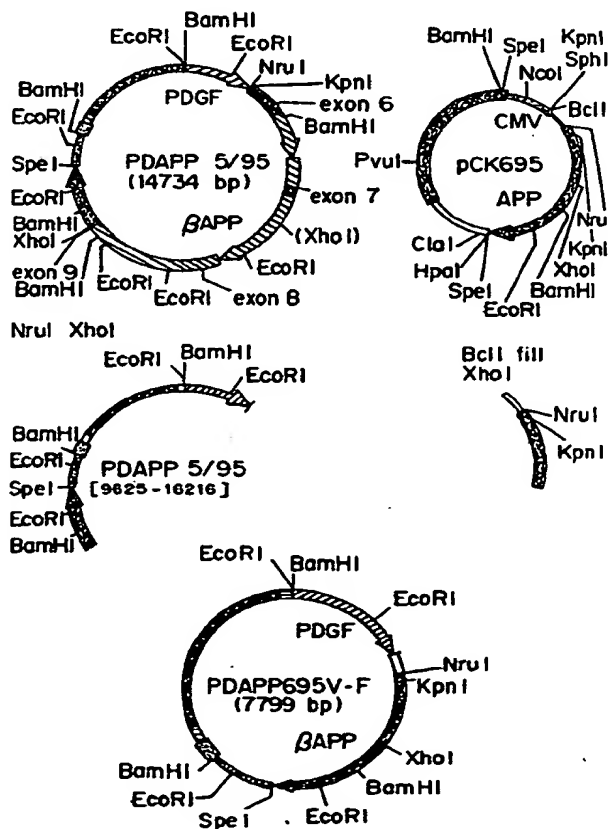 BamHI
EcoRI
EcoRI
NruI
KpnI
exon 6
BamHI
PDGF
BamHI
EcoRI
PDAPP 5/95
(14734 bp)
SpeI
exon 7
EcoRI
BamHI
βAPP
(XhoI)
XhoI
exon 9
BamHI
EcoRI
EcoRI
exon 8
EcoRI
BamHI
SpeI
NcoI
KpnI
SphI
CMV
BclI
PvuI
pCK695
APP
NruI
KpnI
ClaI
XhoI
HpaI
BamHI
SpeI
EcoRI
NruI XhoI
EcoRI
BamHI
EcoRI
BamHI
EcoRI
PDAPP 5/95
SpeI
[9625-16216]
EcoRI
BamHI
BclI fill
XhoI
NruI
KpnI
EcoRI
BamHI
EcoRI
PDGF
NruI
PDAPP695V-F
KpnI
(7799 bp)
βAPP
XhoI
BamHI
BamHI
EcoRI
EcoRI
SpeI